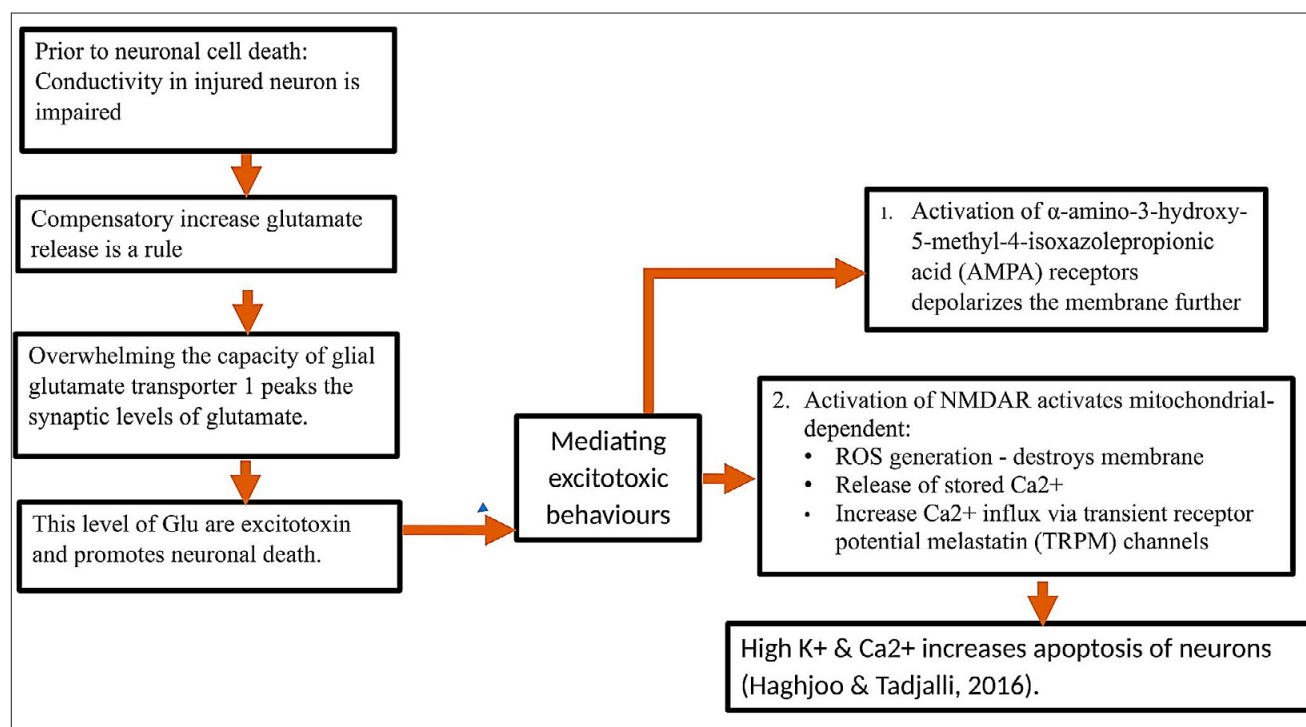 Prior to neuronal cell death:
Conductivity in injured neuron is
impaired
Compensatory increase glutamate
release is a rule
Overwhelming the capacity of glial
glutamate transporter 1 peaks the
synaptic levels of glutamate.
This level of Glu are excitotoxin
and promotes neuronal death.
Mediating
excitotoxic
behaviours
1. Activation of α-amino-3-hydroxy-
5-methyl-4-isoxazolepropionic
acid (AMPA) receptors
depolarizes the membrane further
2. Activation of NMDAR activates mitochondrial-
dependent:
• ROS generation - destroys membrane
• Release of stored Ca2+
• Increase Ca2+ influx via transient receptor
potential melastatin (TRPM) channels
High K+ & Ca2+ increases apoptosis of neurons
(Haghjoo & Tadjalli, 2016).